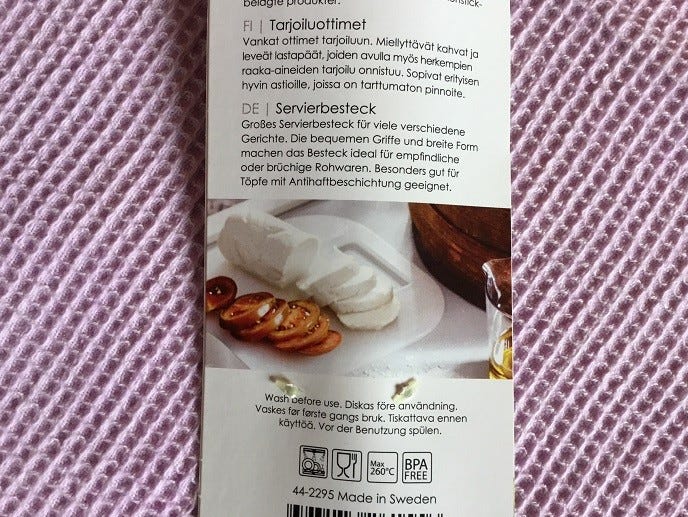 belagte produkter.
FI | Tarjoiluottimet
Vankat ottimet tarjoiluun. Miellyttävät kahvat ja
leveät lastapäät, joiden avulla myös herkempien
raaka-aineiden tarjoilu onnistuu. Sopivat erityisen
hyvin astioille, joissa on tarttumaton pinnoite.
DE | Servierbesteck
Großes Servierbesteck für viele verschiedene
Gerichte. Die bequemen Griffe und breite Form
machen das Besteck ideal für empfindliche
oder brüchige Rohwaren. Besonders gut für
Töpfe mit Antihaftbeschichtung geeignet.
Wash before use. Diskas före användning.
Vaskes før første gangs bruk. Tiskattava ennen
käyttöä. Vor der Benutzung spülen.
Max
260°C
BPA
FREE
44-2295 Made in Sweden